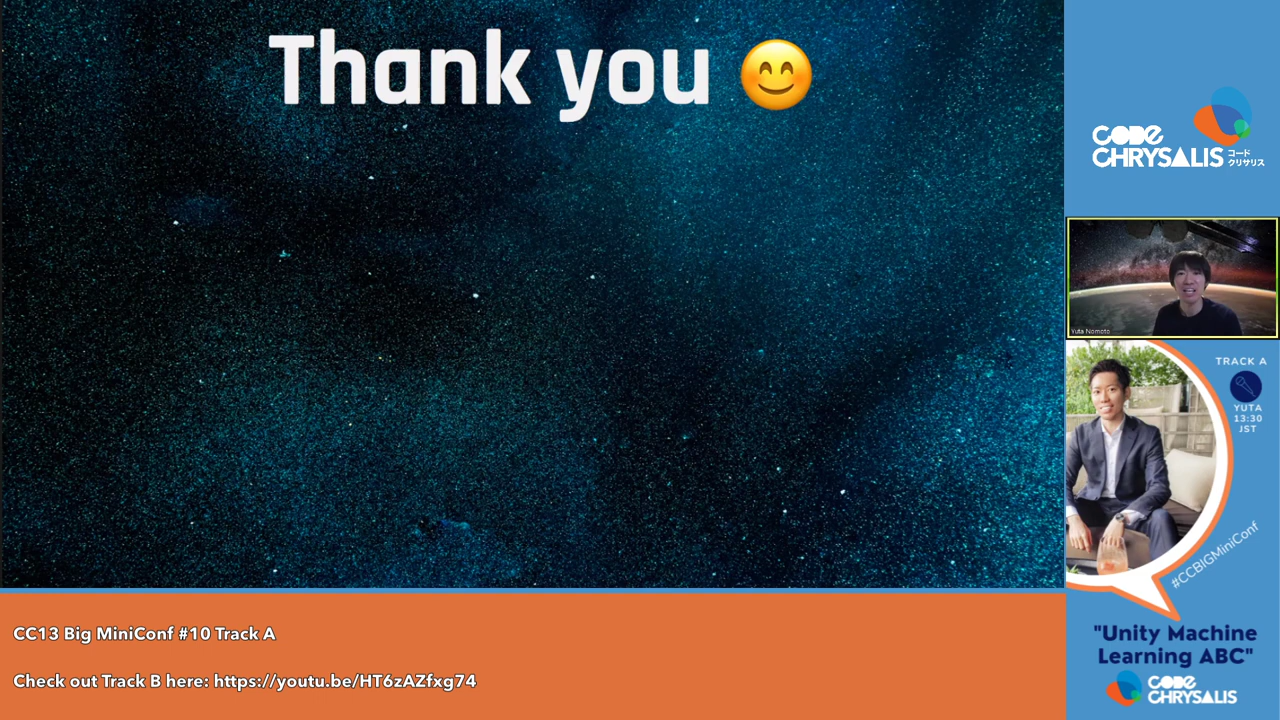 Thank you 😊
CODE
CHRYSALIS
コード
クリサリス
Yuta Nomoto
TRACK A
YUTA
13:30
JST
#CCBIGMiniConf
"Unity Machine
Learning ABC"
CODE
CHRYSALIS
CC13 Big MiniConf #10 Track A
Check out Track B here: https://youtu.be/HT6zAZfxg74